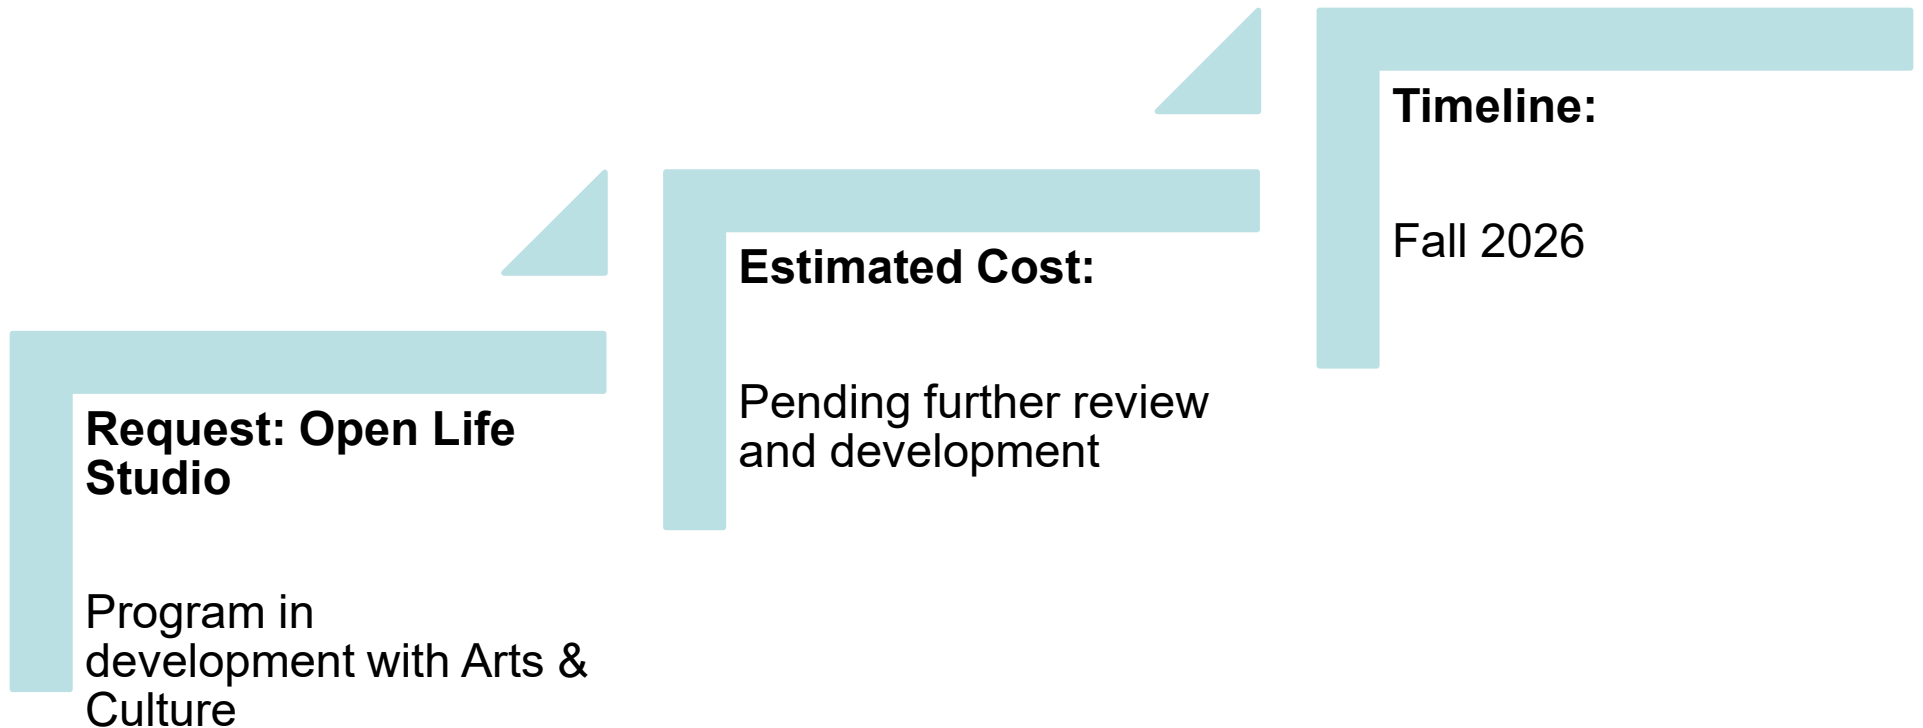 Request: Open Life
Studio
Program in
development with Arts &
Culture
Estimated Cost:
Pending further review
and development
Timeline:
Fall 2026